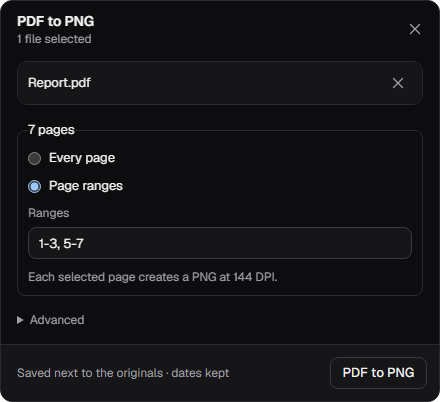 PDF to PNG
1 file selected
Report.pdf
7 pages
Every page
Page ranges
Ranges
1-3, 5-7
Each selected page creates a PNG at 144 DPI.
Advanced
Saved next to the originals · dates kept
PDF to PNG